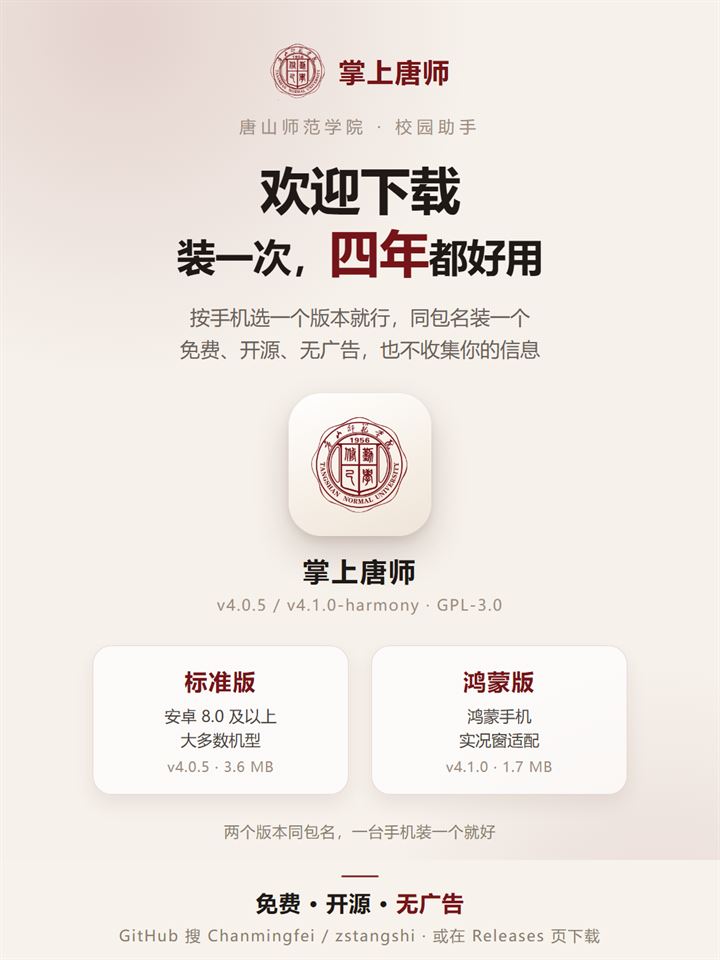 掌上唐师
唐山师范学院 · 校园助手
欢迎下载
装一次，四年都好用
按手机选一个版本就行，同包名装一个
免费、开源、无广告，也不收集你的信息
1956
TANGSHAN NORMAL UNIVERSITY
掌上唐师
v4.0.5 / v4.1.0-harmony · GPL-3.0
标准版
安卓 8.0 及以上
大多数机型
v4.0.5 · 3.6 MB
鸿蒙版
鸿蒙手机
实况窗适配
v4.1.0 · 1.7 MB
两个版本同包名，一台手机装一个就好
免费 · 开源 · 无广告
GitHub 搜 Chanmingfei / zstangshi · 或在 Releases 页下载